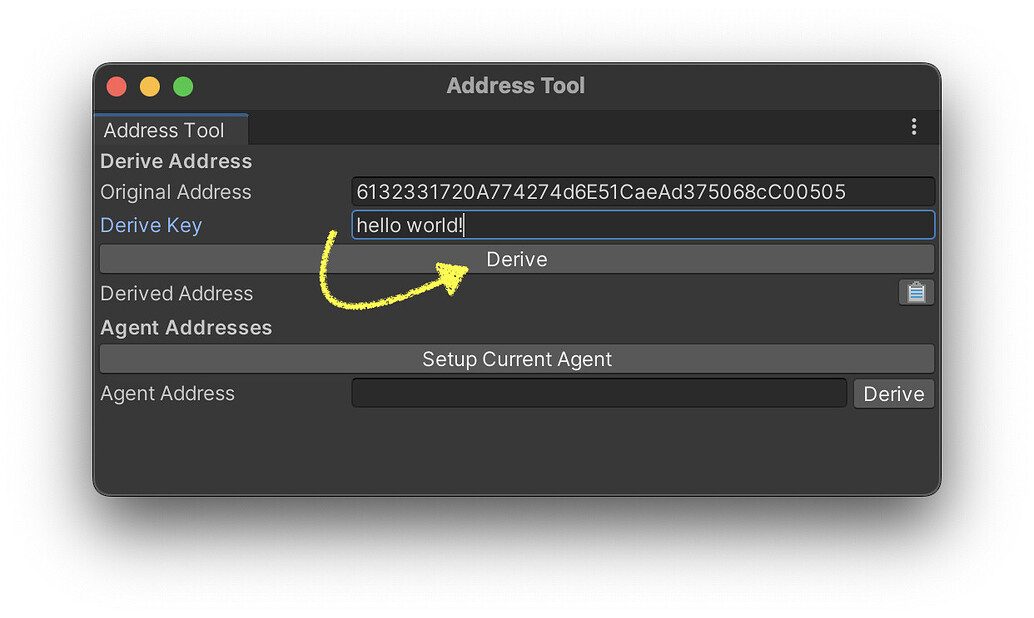 Address Tool
Address Tool
Derive Address
Original Address 6132331720A774274d6E51CaeAd375068cC00505
Derive Key hello world!
Derive
Derived Address
Agent Addresses
Setup Current Agent
Agent Address Derive